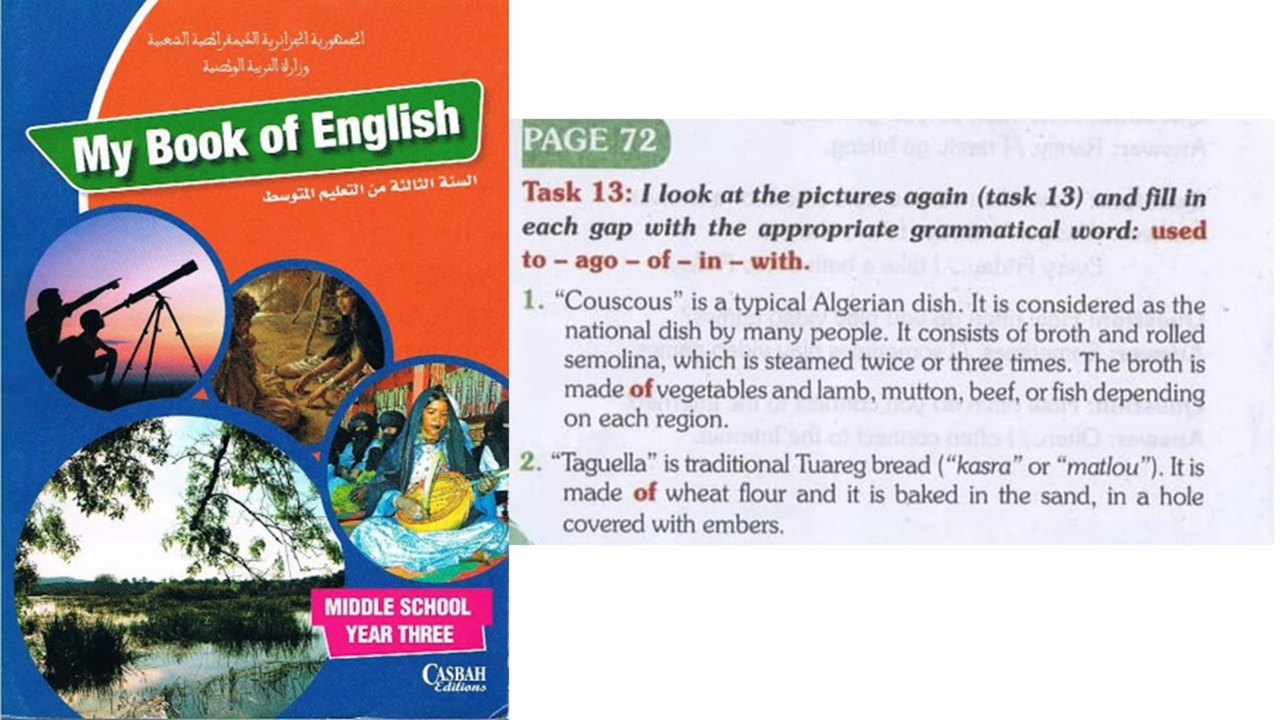 الجمهورية الجزائرية الديمقراطية الشعبية
وزارة التربية الوطنية
My Book of English
السنة الثالثة من التعليم المتوسط
MIDDLE SCHOOL
YEAR THREE
CASBAH
Editions
PAGE 72
Task 13: I look at the pictures again (task 13) and fill in
each gap with the appropriate grammatical word: used
to – ago – of – in – with.
1. “Couscous” is a typical Algerian dish. It is considered as the
national dish by many people. It consists of broth and rolled
semolina, which is steamed twice or three times. The broth is
made of vegetables and lamb, mutton, beef, or fish depending
on each region.
2. “Taguella” is traditional Tuareg bread (“kasra” or “matlou”). It is
made of wheat flour and it is baked in the sand, in a hole
covered with embers.